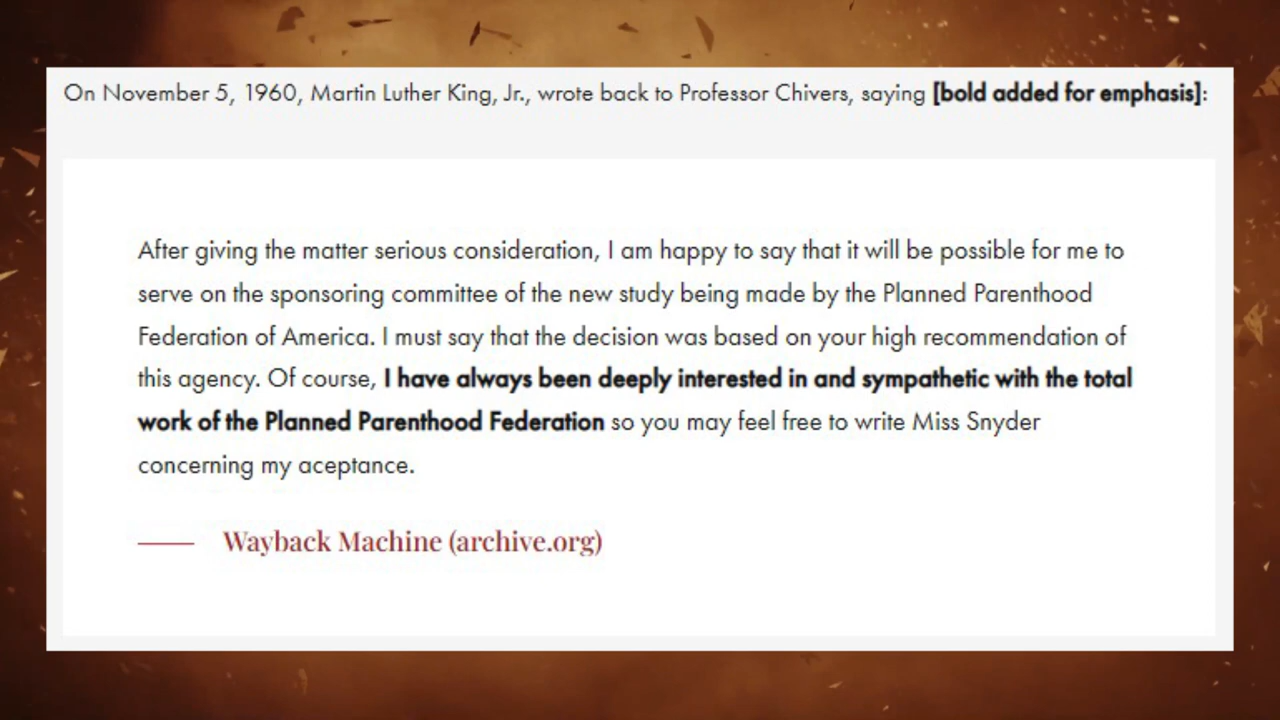 On November 5, 1960, Martin Luther King, Jr., wrote back to Professor Chivers, saying [bold added for emphasis]:
After giving the matter serious consideration, I am happy to say that it will be possible for me to
serve on the sponsoring committee of the new study being made by the Planned Parenthood
Federation of America. I must say that the decision was based on your high recommendation of
this agency. Of course, I have always been deeply interested in and sympathetic with the total
work of the Planned Parenthood Federation so you may feel free to write Miss Snyder
concerning my aceptance.
Wayback Machine (archive.org)